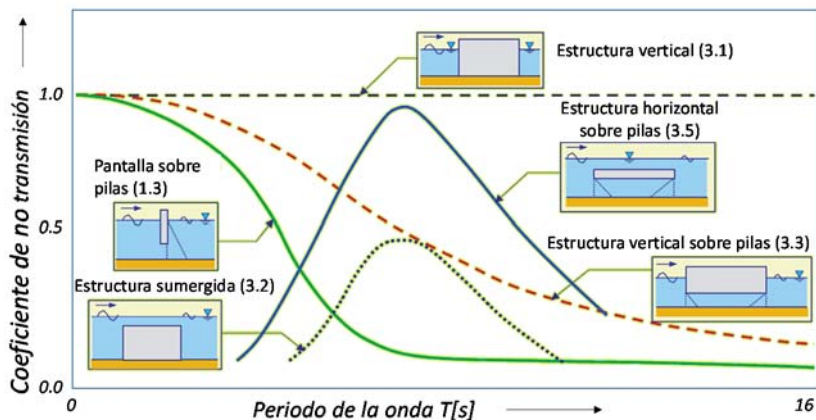 Coeficiente de no transmisión
1.0
0.5
0.0
Estructura vertical (3.1)
Estructura horizontal
sobre pilas (3.5)
Pantalla sobre
pilas (1.3)
Estructura vertical sobre pilas (3.3)
Estructura sumergida (3.2)
0
Periodo de la onda T[s]
16